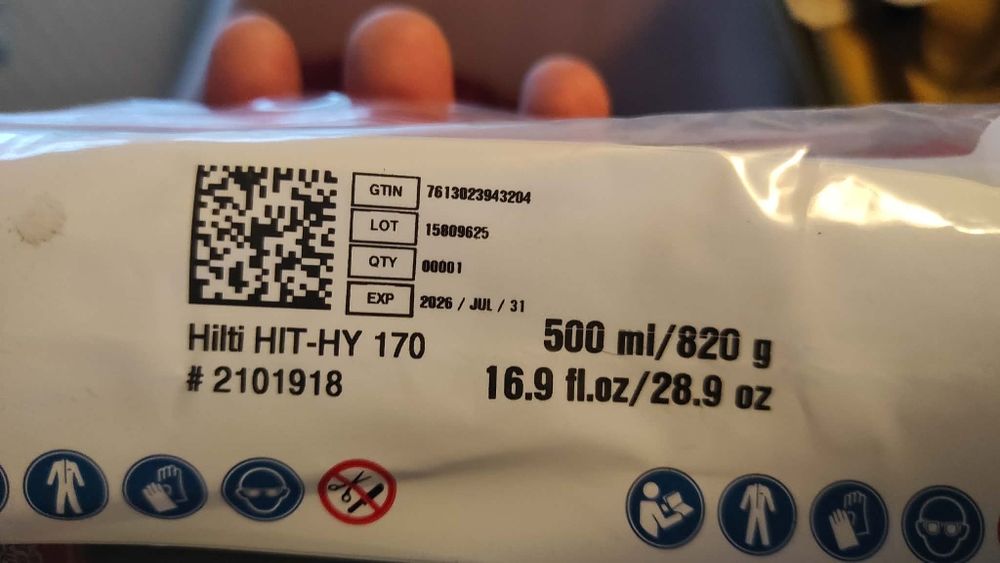 GTIN 7613023943204
LOT 15809625
QTY 00001
EXP 2026 / JUL / 31
Hilti HIT-HY 170
# 2101918
500 ml/820 g
16.9 fl.oz/28.9 oz